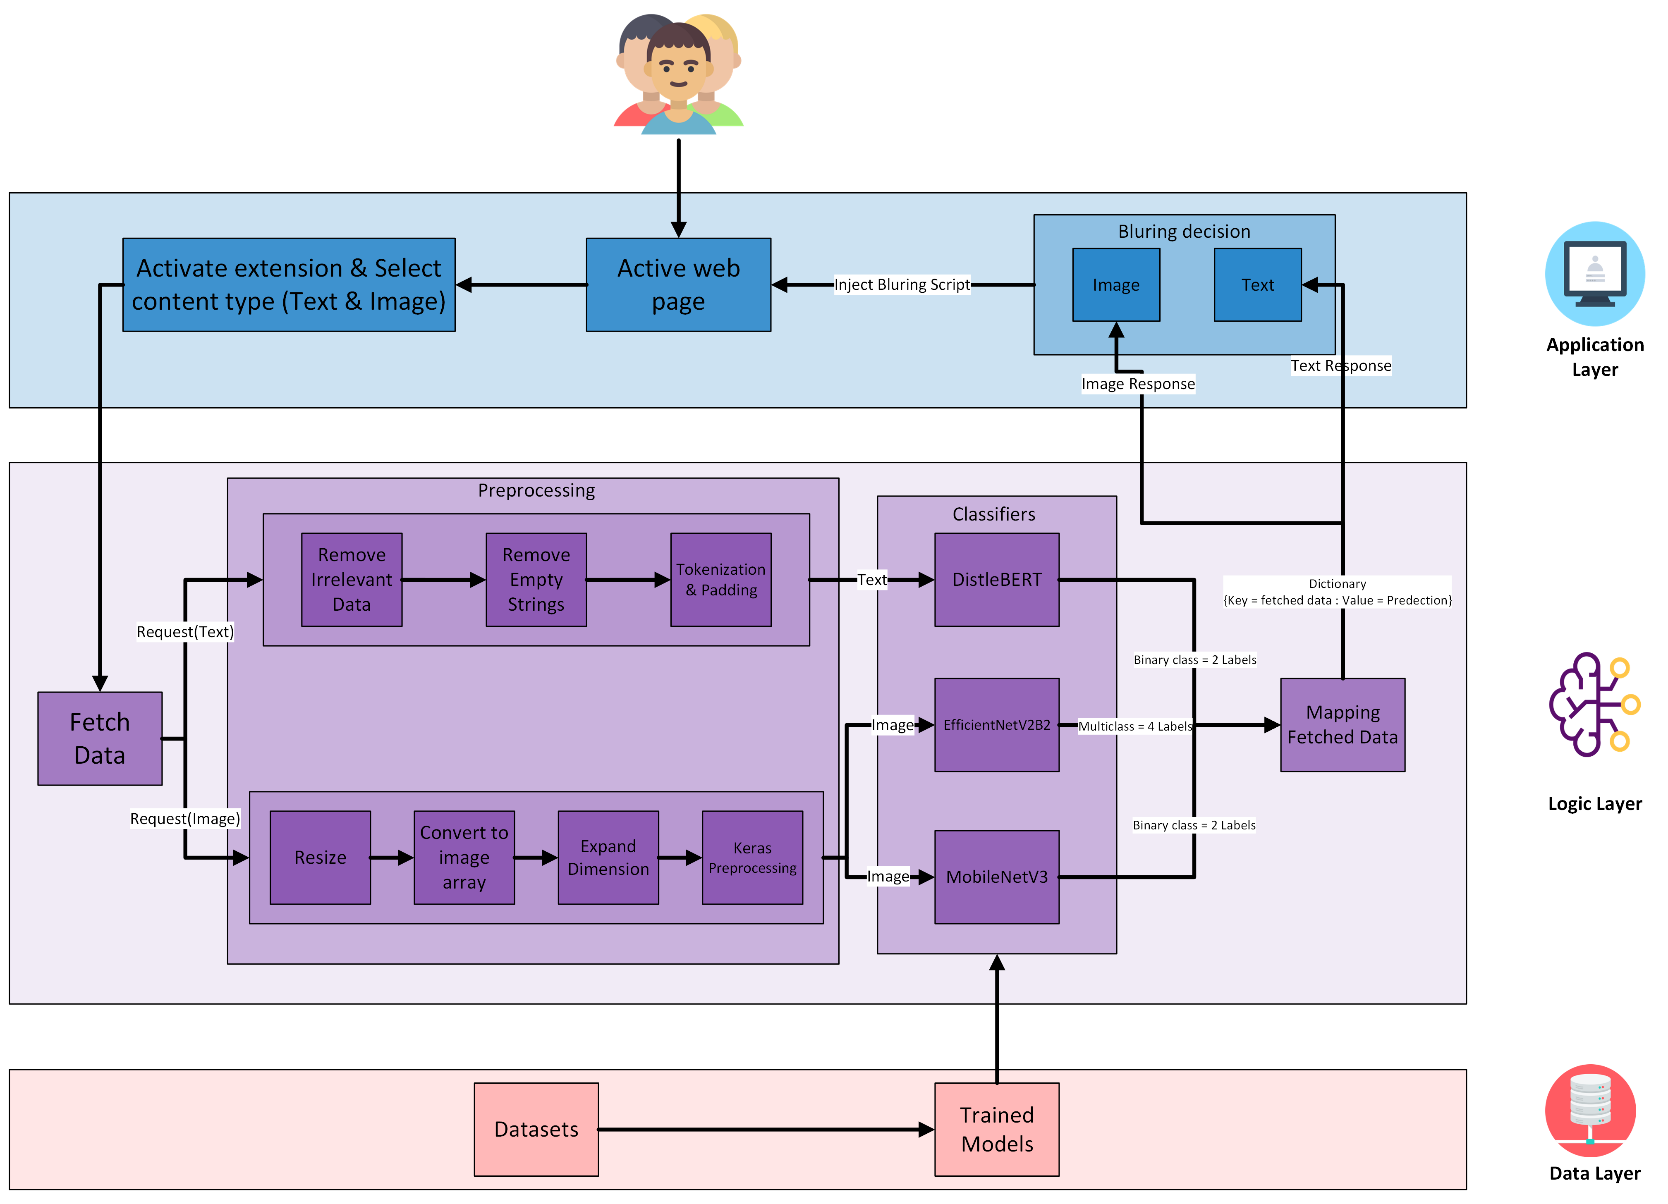 Bluring decision
Activate extension & Select
content type (Text & Image)
Active web
page
Inject Bluring Script
Image
Text
Application
Layer
Text Response
Image Response
Preprocessing
Classifiers
Remove
Irrelevant
Data
Remove
Empty
Strings
Tokenization
& Padding
Text
DistleBERT
Dictionary
{Key = fetched data : Value = Predection}
Request(Text)
Binary class = 2 Labels
Fetch
Data
Image
EfficientNetV2B2
Multiclass = 4 Labels
Mapping
Fetched Data
Logic Layer
Request(Image)
Binary class = 2 Labels
Resize
Convert to
image
array
Expand
Dimension
Keras
Preprocessing
Image
MobileNetV3
Datasets
Trained
Models
Data Layer